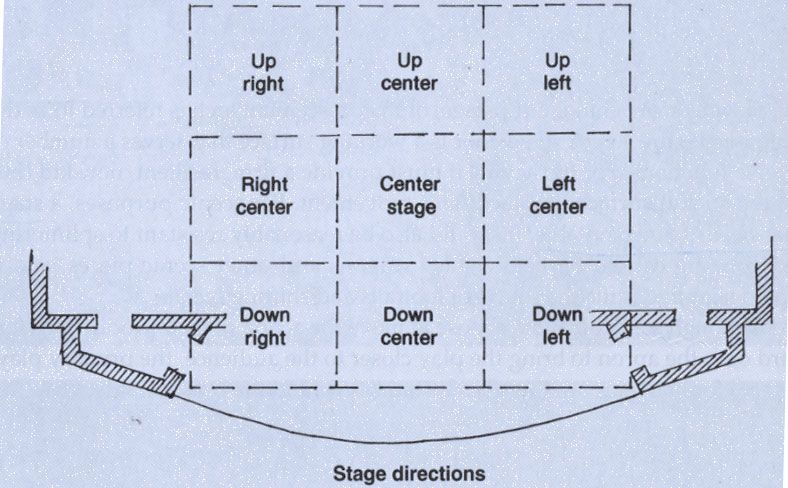 Up
right
Up
center
Up
left
Right
center
Center
stage
Left
center
Down
right
Down
center
Down
left
Stage directions